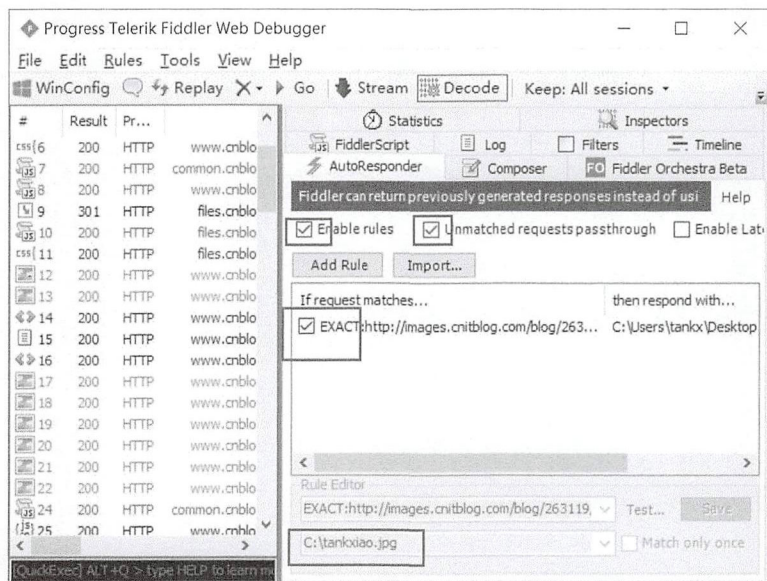 Progress Telerik Fiddler Web Debugger
File Edit Rules Tools View Help
WinConfig Replay Go Stream Decode Keep: All sessions
# Result Pr...
6 200 HTTP www.cnblo
7 200 HTTP common.cnblo
8 200 HTTP www.cnblo
9 301 HTTP files.cnblo
10 200 HTTP files.cnblo
css 11 200 HTTP files.cnblo
12 200 HTTP www.cnblo
13 200 HTTP www.cnblo
14 200 HTTP www.cnblo
15 200 HTTP www.cnblo
16 200 HTTP www.cnblo
17 200 HTTP www.cnblo
18 200 HTTP www.cnblo
19 200 HTTP www.cnblo
20 200 HTTP www.cnblo
21 200 HTTP www.cnblo
22 200 HTTP www.cnblo
24 200 HTTP common.cnblo
25 200 HTTP www.cnblo
[QuickExec] ALT+Q > type HELP to learn mo
Statistics Inspectors
FiddlerScript Log Filters Timeline
AutoResponder Composer FO Fiddler Orchestra Beta
Fiddler can return previously generated responses instead of usi Help
Enable rules Unmatched requests passthrough Enable Lat
Add Rule Import...
If request matches... then respond with...
EXACT:http://images.cnitblog.com/blog/263... C:\Users\tankx\Desktop
Rule Editor
EXACT:http://images.cnitblog.com/blog/263119, Test... Save
C:\tankxiao.jpg Match only once